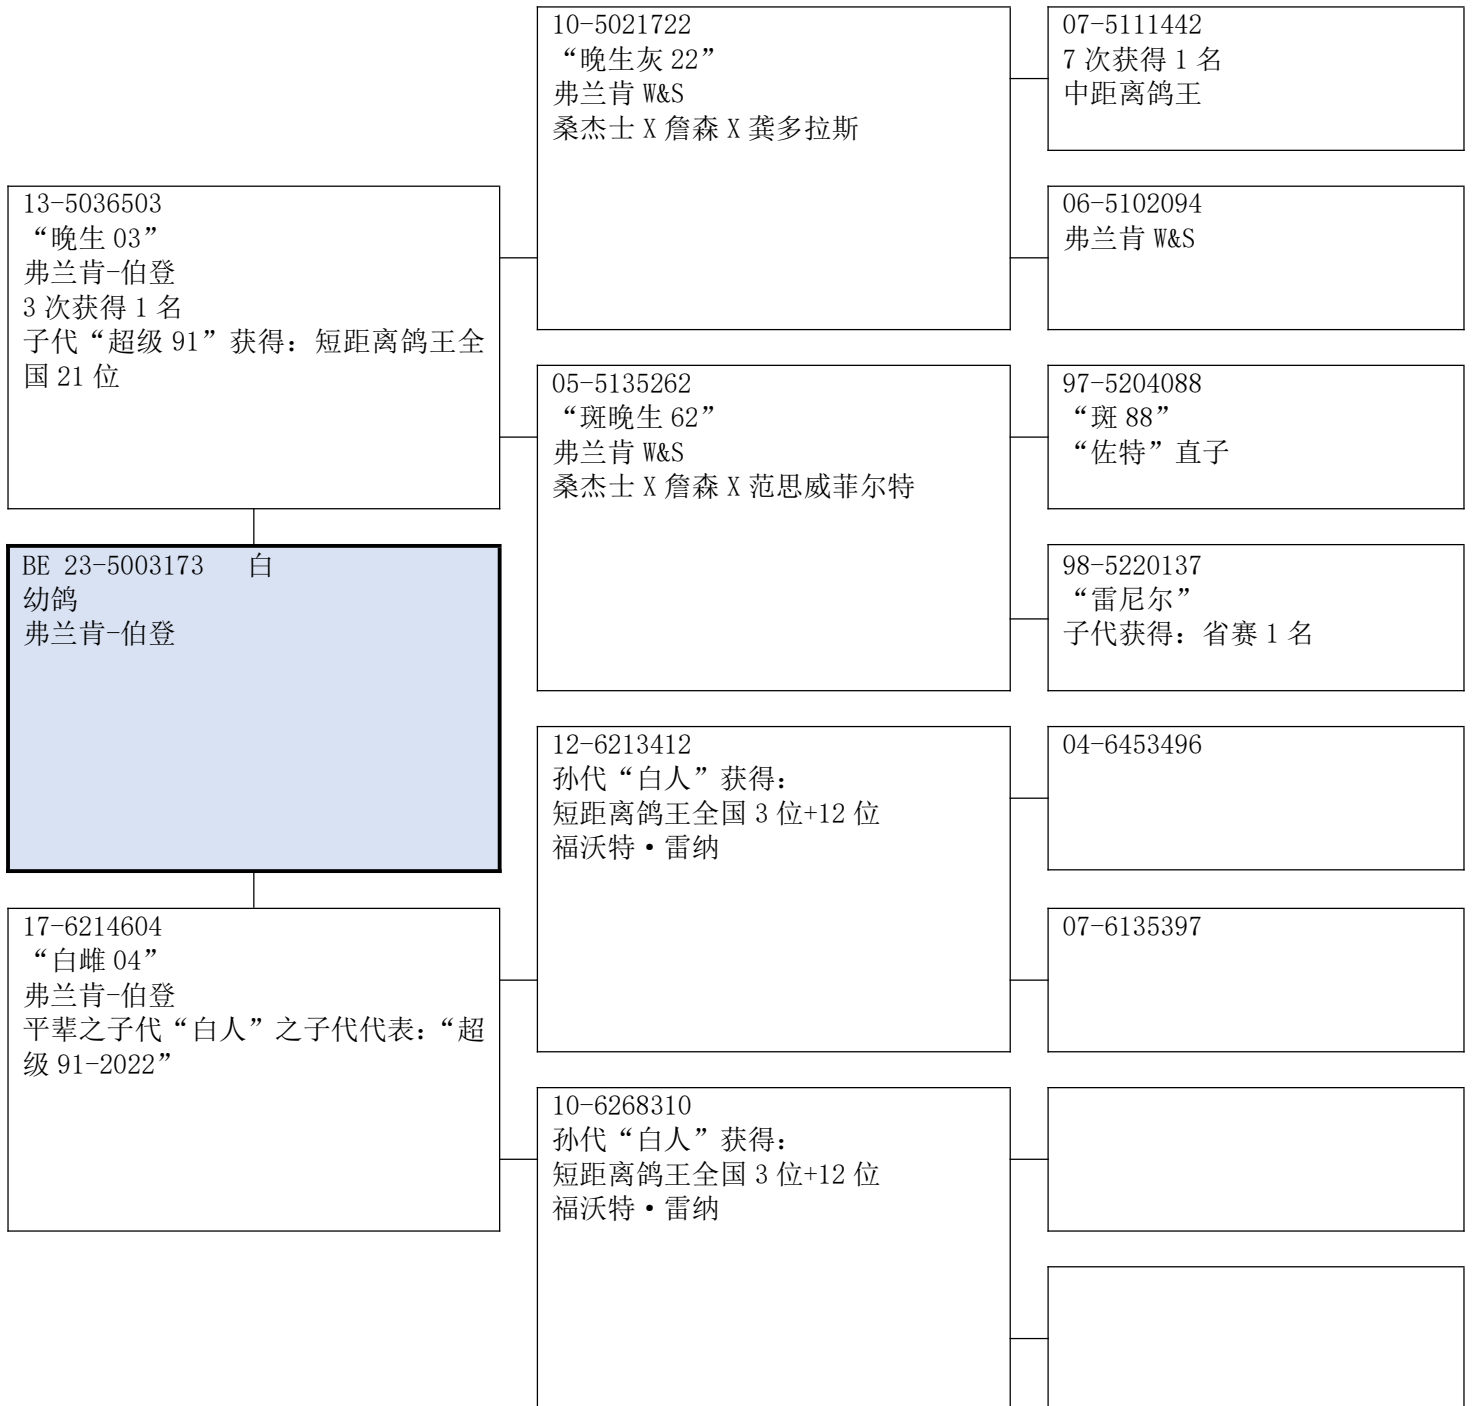 10-5021722
“晚生灰 22”
弗兰肯 W&S
桑杰士 X 詹森 X 龚多拉斯
07-5111442
7 次获得 1 名
中距离鸽王
13-5036503
“晚生 03”
弗兰肯-伯登
3 次获得 1 名
子代“超级 91”获得：短距离鸽王全
国 21 位
06-5102094
弗兰肯 W&S
05-5135262
“斑晚生 62”
弗兰肯 W&S
桑杰士 X 詹森 X 范思威菲尔特
97-5204088
“斑 88”
“佐特”直子
BE 23-5003173 白
幼鸽
弗兰肯-伯登
98-5220137
“雷尼尔”
子代获得：省赛 1 名
12-6213412
孙代“白人”获得：
短距离鸽王全国 3 位+12 位
福沃特·雷纳
04-6453496
17-6214604
“白雌 04”
弗兰肯-伯登
平辈之子代“白人”之子代代表：“超
级 91-2022”
07-6135397
10-6268310
孙代“白人”获得：
短距离鸽王全国 3 位+12 位
福沃特·雷纳